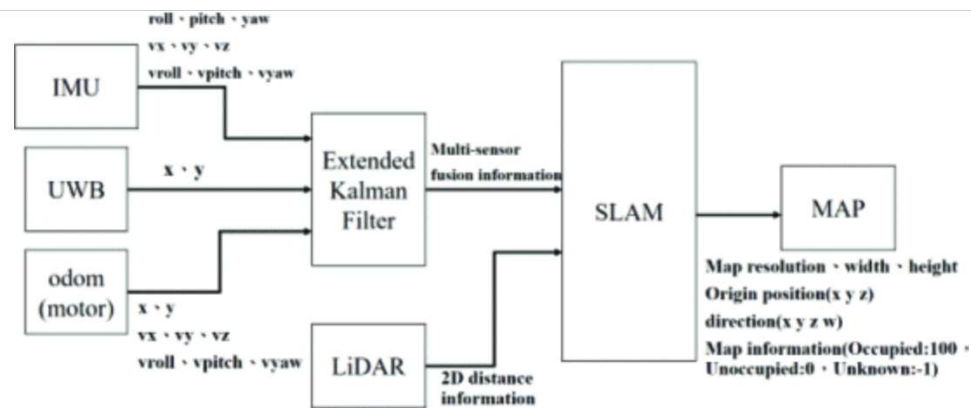 roll、pitch、yaw
vx、vy、vz
vroll、vpitch、vyaw
IMU
UWB
x、y
odom
(motor)
x、y
vx、vy、vz
vroll、vpitch、vyaw
Extended
Kalman
Filter
Multi-sensor
fusion information
LiDAR
2D distance
information
SLAM
MAP
Map resolution、width、height
Origin position(x y z)
direction(x y z w)
Map information(Occupied:100、
Unoccupied:0、Unknown:-1)